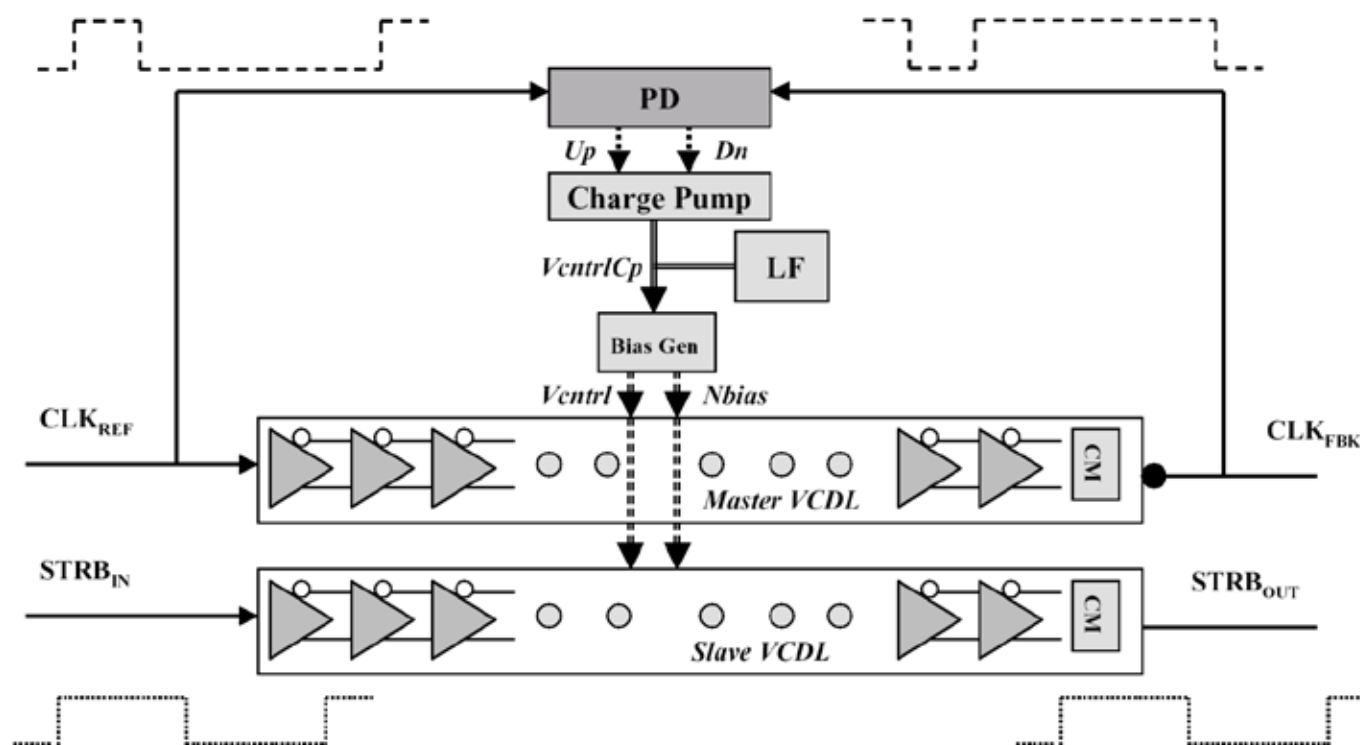 PD
Up Dn
Charge Pump
VcntrlCp
LF
Bias Gen
Vcntrl Nbias
CLKREF
CLKFBK
CM
Master VCDL
STRBIN
STRBOUT
CM
Slave VCDL